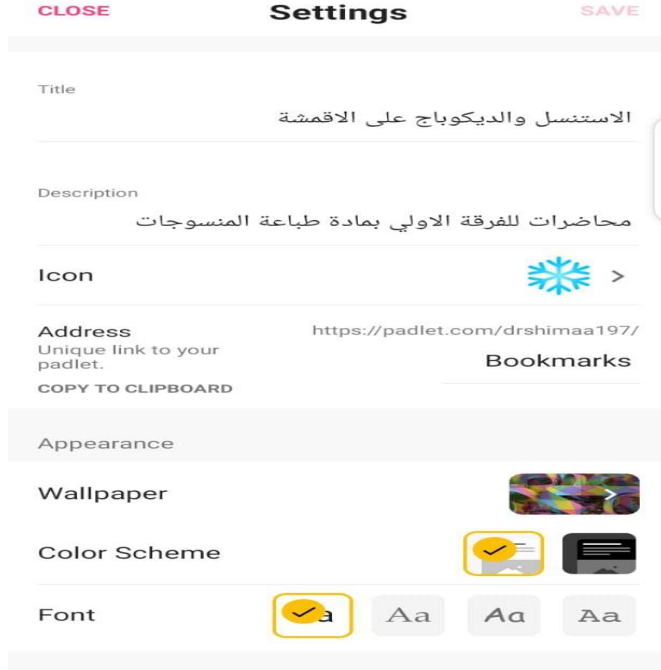 CLOSE Settings SAVE
Title
الاستنسل والديكوباج على الاقمشة
Description
محاضرات للفرقة الاولي بمادة طباعة المنسوجات
Icon
Address https://padlet.com/drshimaa197/
Unique link to your
padlet.
Bookmarks
COPY TO CLIPBOARD
Appearance
Wallpaper
Color Scheme
Font a Aa Aa Aa